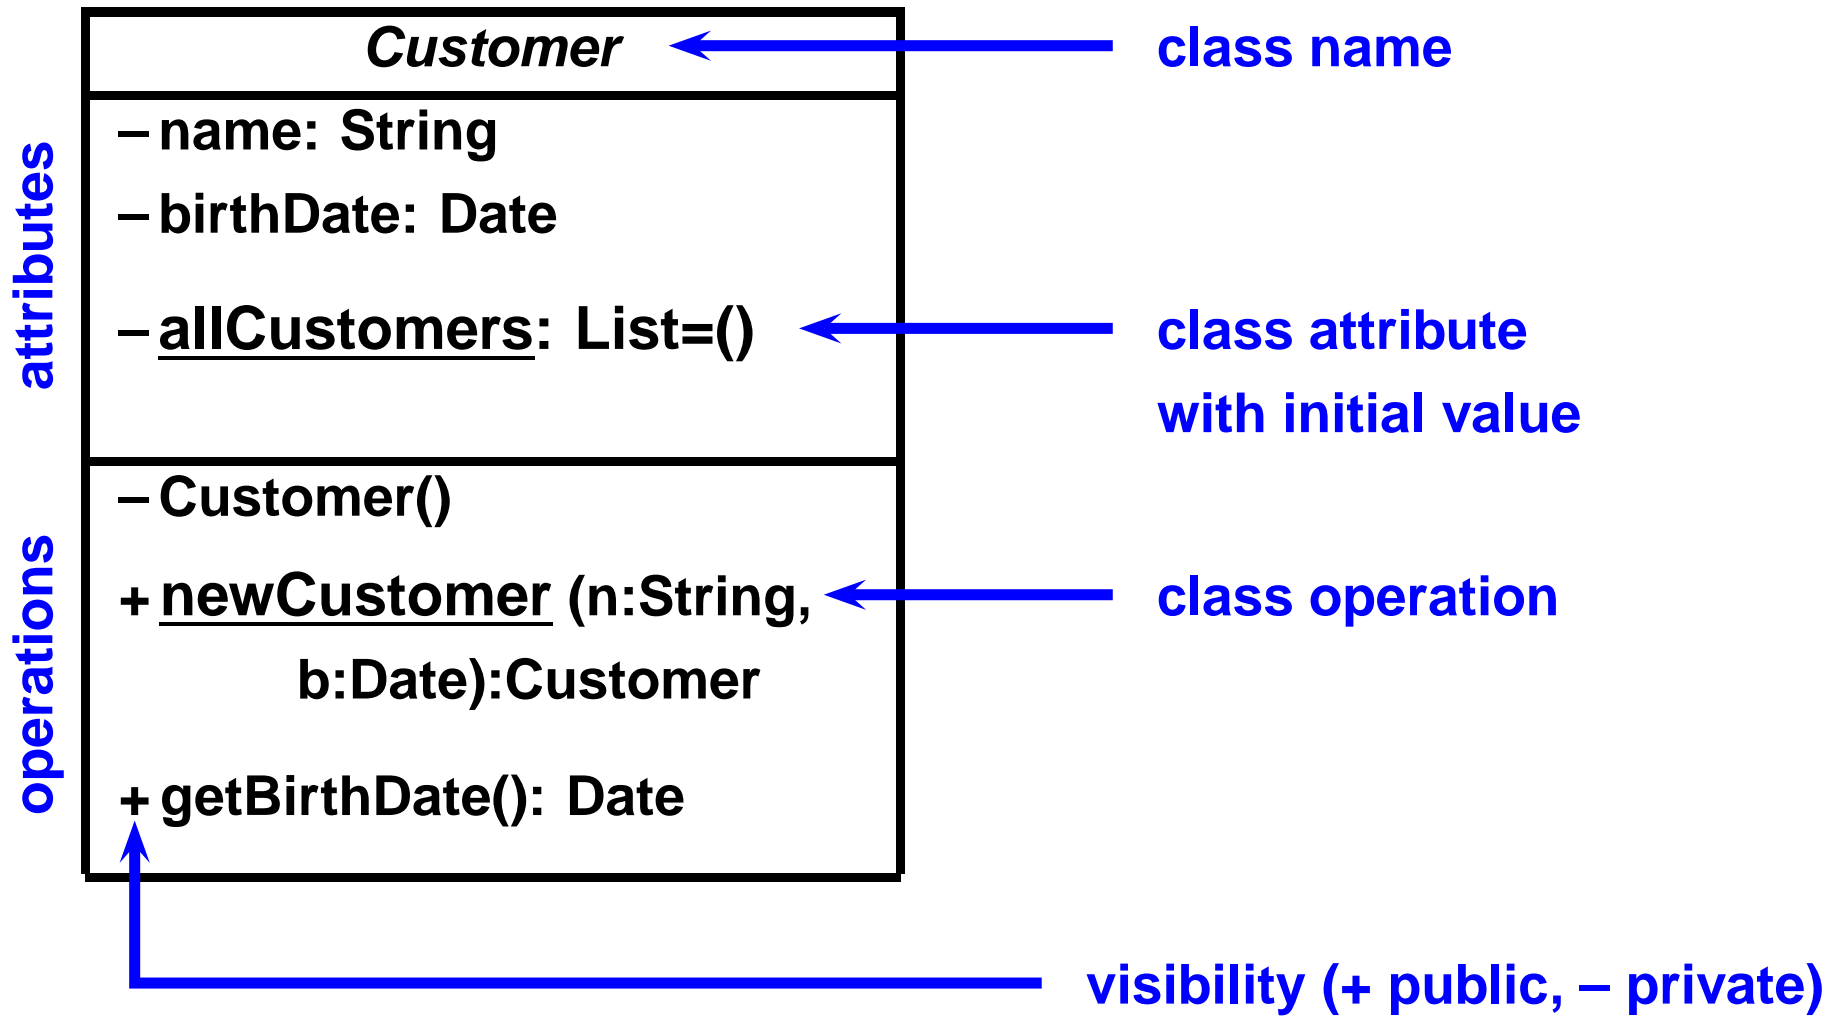 Customer
class name
attributes
– name: String
– birthDate: Date
– allCustomers: List=()
class attribute
with initial value
operations
– Customer()
+ newCustomer (n:String,
b:Date):Customer
class operation
+ getBirthDate(): Date
visibility (+ public, – private)